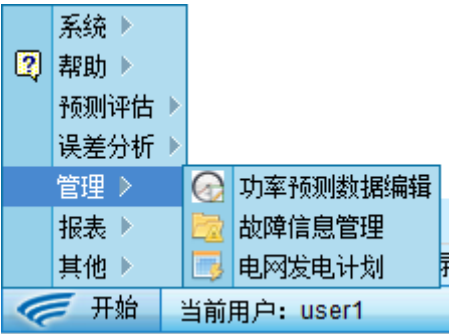 系统
帮助
预测评估
误差分析
管理
功率预测数据编辑
报表
故障信息管理
其他
电网发电计划
开始
当前用户：user1